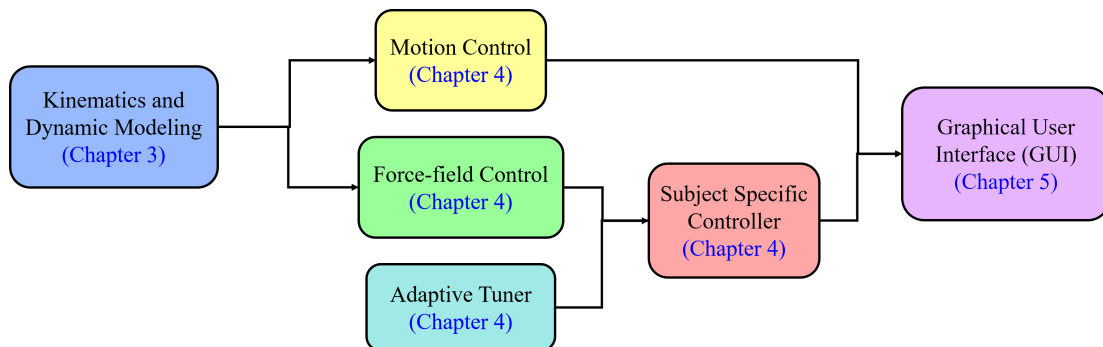 Kinematics and
Dynamic Modeling
(Chapter 3)
Motion Control
(Chapter 4)
Force-field Control
(Chapter 4)
Adaptive Tuner
(Chapter 4)
Subject Specific
Controller
(Chapter 4)
Graphical User
Interface (GUI)
(Chapter 5)